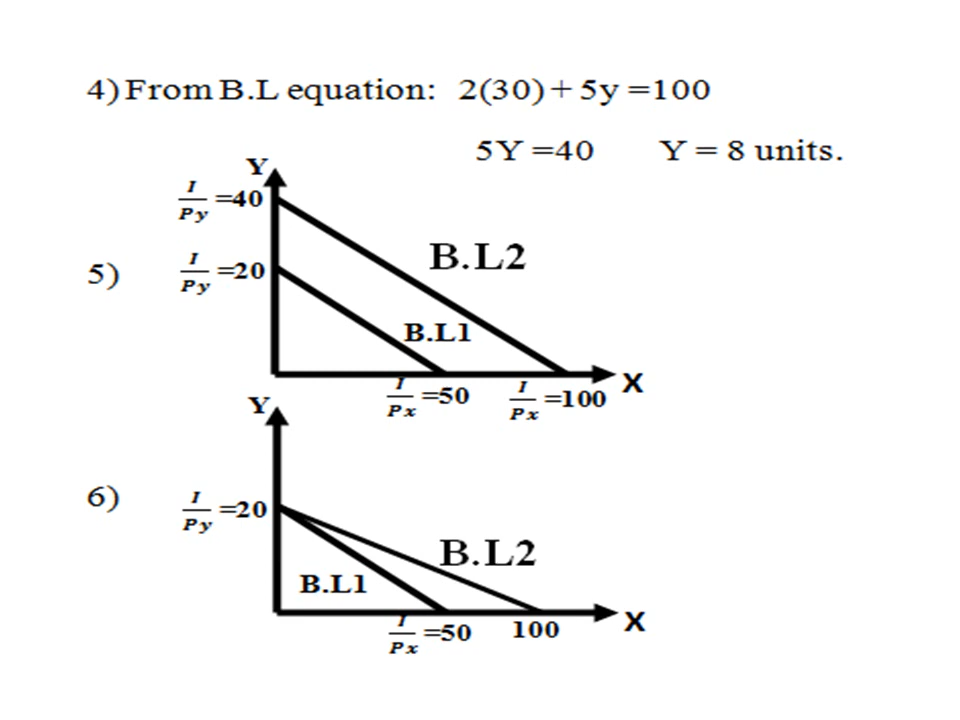 4) From B.L equation: 2(30) + 5y =100
5Y =40 Y = 8 units.
Y
I/Py =40
B.L2
5) I/Py =20
B.L1
X
I/Px =50 I/Px =100
Y
6) I/Py =20
B.L2
B.L1
X
I/Px =50 100